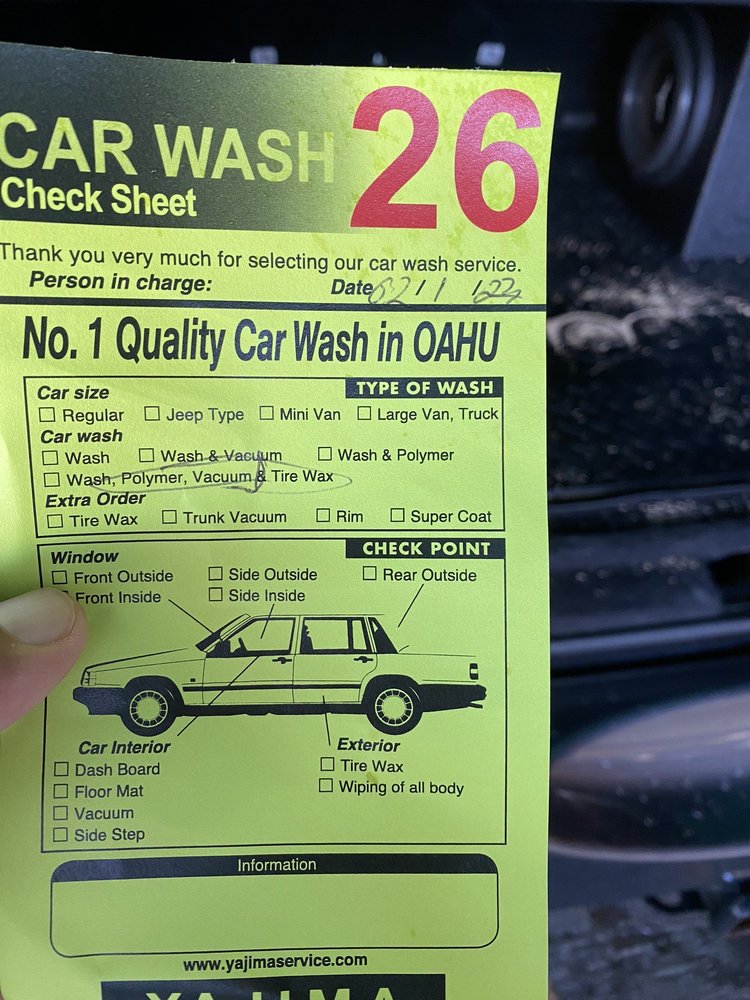 CAR WASH 26
Check Sheet
Thank you very much for selecting our car wash service.
Person in charge: Date
No. 1 Quality Car Wash in OAHU
Car size TYPE OF WASH
☐ Regular ☐ Jeep Type ☐ Mini Van ☐ Large Van, Truck
Car wash
☐ Wash ☐ Wash & Vacuum ☐ Wash & Polymer
☐ Wash, Polymer, Vacuum & Tire Wax
Extra Order
☐ Tire Wax ☐ Trunk Vacuum ☐ Rim ☐ Super Coat
Window CHECK POINT
☐ Front Outside ☐ Side Outside ☐ Rear Outside
☐ Front Inside ☐ Side Inside
Car Interior Exterior
☐ Dash Board ☐ Tire Wax
☐ Floor Mat ☐ Wiping of all body
☐ Vacuum
☐ Side Step
Information
www.yajimaservice.com
YAJIMA